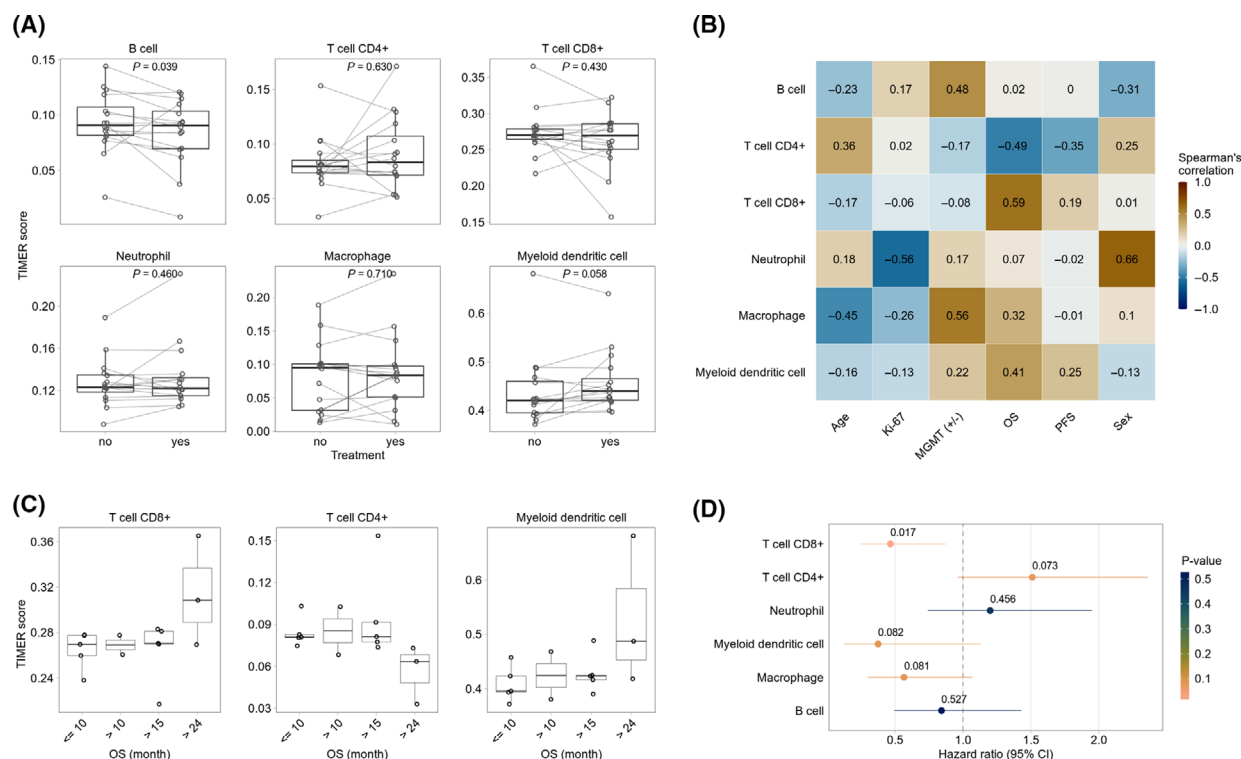 (A)
B cell
T cell CD4+
T cell CD8+
P = 0.039
P = 0.630
P = 0.430
0.15
0.10
0.05
0.15
0.10
0.05
0.35
0.30
0.25
0.20
0.15
TIMER score
Neutrophil
Macrophage
Myeloid dendritic cell
P = 0.460
P = 0.710
P = 0.058
0.20
0.16
0.12
0.20
0.15
0.10
0.05
0.00
0.6
0.5
0.4
no yes
no yes
no yes
Treatment
(B)
B cell −0.23 0.17 0.48 0.02 0 −0.31
T cell CD4+ 0.36 0.02 −0.17 −0.49 −0.35 0.25
T cell CD8+ −0.17 −0.06 −0.08 0.59 0.19 0.01
Neutrophil 0.18 −0.56 0.17 0.07 −0.02 0.66
Macrophage −0.45 −0.26 0.56 0.32 −0.01 0.1
Myeloid dendritic cell −0.16 −0.13 0.22 0.41 0.25 −0.13
Age Ki-67 MGMT (+/-) OS PFS Sex
Spearman's
correlation
1.0
0.5
0.0
−0.5
−1.0
(C)
T cell CD8+
T cell CD4+
Myeloid dendritic cell
TIMER score
0.36
0.32
0.28
0.24
0.15
0.12
0.09
0.06
0.03
0.6
0.5
0.4
<= 10 > 10 > 15 > 24
<= 10 > 10 > 15 > 24
<= 10 > 10 > 15 > 24
OS (month)
OS (month)
OS (month)
(D)
T cell CD8+ 0.017
T cell CD4+ 0.073
Neutrophil 0.456
Myeloid dendritic cell 0.082
Macrophage 0.081
B cell 0.527
0.5 1.0 1.5 2.0
Hazard ratio (95% CI)
P-value
0.5
0.4
0.3
0.2
0.1